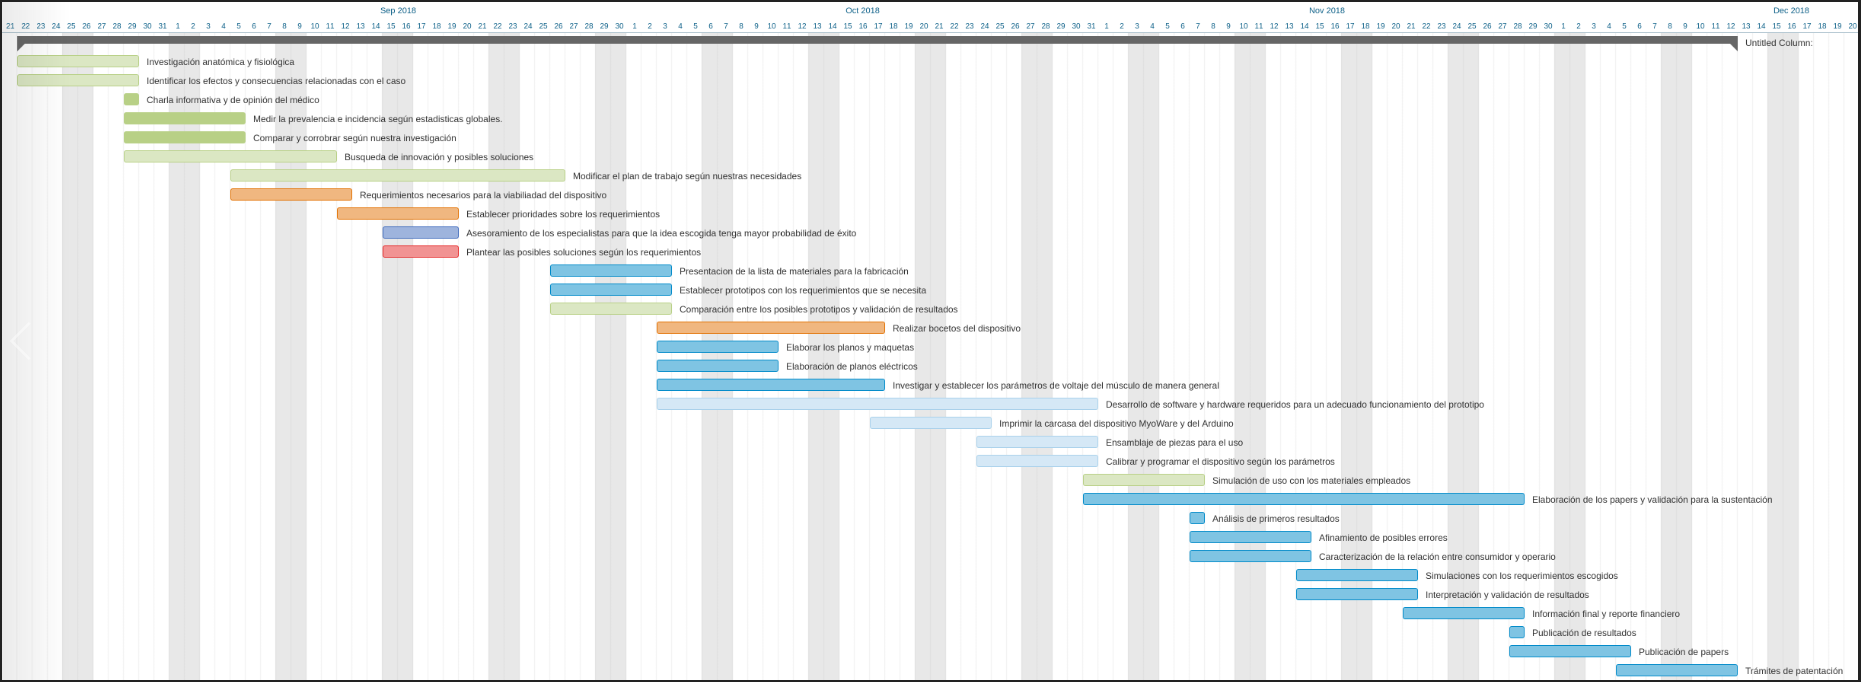 Sep 2018 Oct 2018 Nov 2018 Dec 2018
21 22 23 24 25 26 27 28 29 30 31 1 2 3 4 5 6 7 8 9 10 11 12 13 14 15 16 17 18 19 20 21 22 23 24 25 26 27 28 29 30 1 2 3 4 5 6 7 8 9 10 11 12 13 14 15 16 17 18 19 20 21 22 23 24 25 26 27 28 29 30 31 1 2 3 4 5 6 7 8 9 10 11 12 13 14 15 16 17 18 19 20 21 22 23 24 25 26 27 28 29 30 1 2 3 4 5 6 7 8 9 10 11 12 13 14 15 16 17 18 19 20
Untitled Column:
Investigación anatómica y fisiológica
Identificar los efectos y consecuencias relacionadas con el caso
Charla informativa y de opinión del médico
Medir la prevalencia e incidencia según estadisticas globales.
Comparar y corrobrar según nuestra investigación
Busqueda de innovación y posibles soluciones
Modificar el plan de trabajo según nuestras necesidades
Requerimientos necesarios para la viabiliadad del dispositivo
Establecer prioridades sobre los requerimientos
Asesoramiento de los especialistas para que la idea escogida tenga mayor probabilidad de éxito
Plantear las posibles soluciones según los requerimientos
Presentacion de la lista de materiales para la fabricación
Establecer prototipos con los requerimientos que se necesita
Comparación entre los posibles prototipos y validación de resultados
Realizar bocetos del dispositivo
Elaborar los planos y maquetas
Elaboración de planos eléctricos
Investigar y establecer los parámetros de voltaje del músculo de manera general
Desarrollo de software y hardware requeridos para un adecuado funcionamiento del prototipo
Imprimir la carcasa del dispositivo MyoWare y del Arduino
Ensamblaje de piezas para el uso
Calibrar y programar el dispositivo según los parámetros
Simulación de uso con los materiales empleados
Elaboración de los papers y validación para la sustentación
Análisis de primeros resultados
Afinamiento de posibles errores
Caracterización de la relación entre consumidor y operario
Simulaciones con los requerimientos escogidos
Interpretación y validación de resultados
Información final y reporte financiero
Publicación de resultados
Publicación de papers
Trámites de patentación